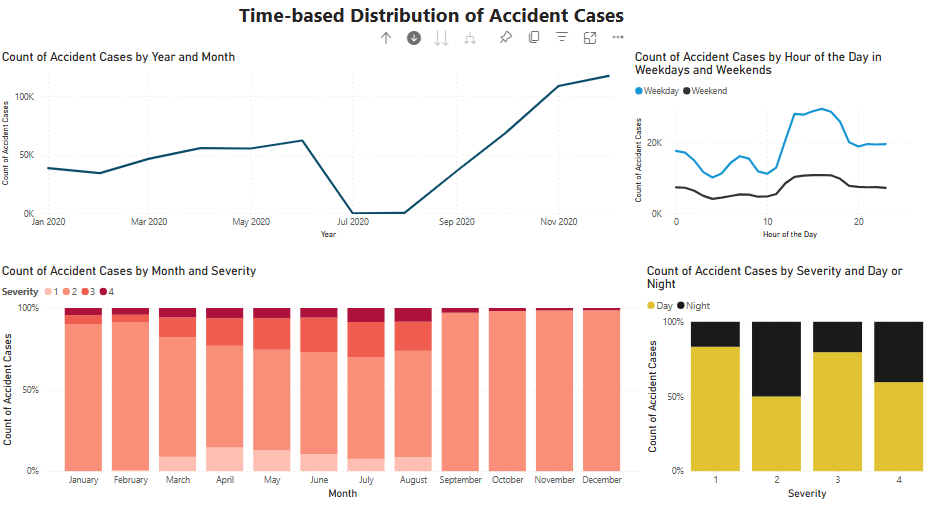 Time-based Distribution of Accident Cases
Count of Accident Cases by Year and Month
Count of Accident Cases
100K
50K
0K
Jan 2020
Mar 2020
May 2020
Jul 2020
Sep 2020
Nov 2020
Year
Count of Accident Cases by Hour of the Day in
Weekdays and Weekends
Weekday
Weekend
Count of Accident Cases
20K
0K
0
10
20
Hour of the Day
Count of Accident Cases by Month and Severity
Severity
1
2
3
4
Count of Accident Cases
100%
50%
0%
January
February
March
April
May
June
July
August
September
October
November
December
Month
Count of Accident Cases by Severity and Day or
Night
Day
Night
Count of Accident Cases
100%
50%
0%
1
2
3
4
Severity